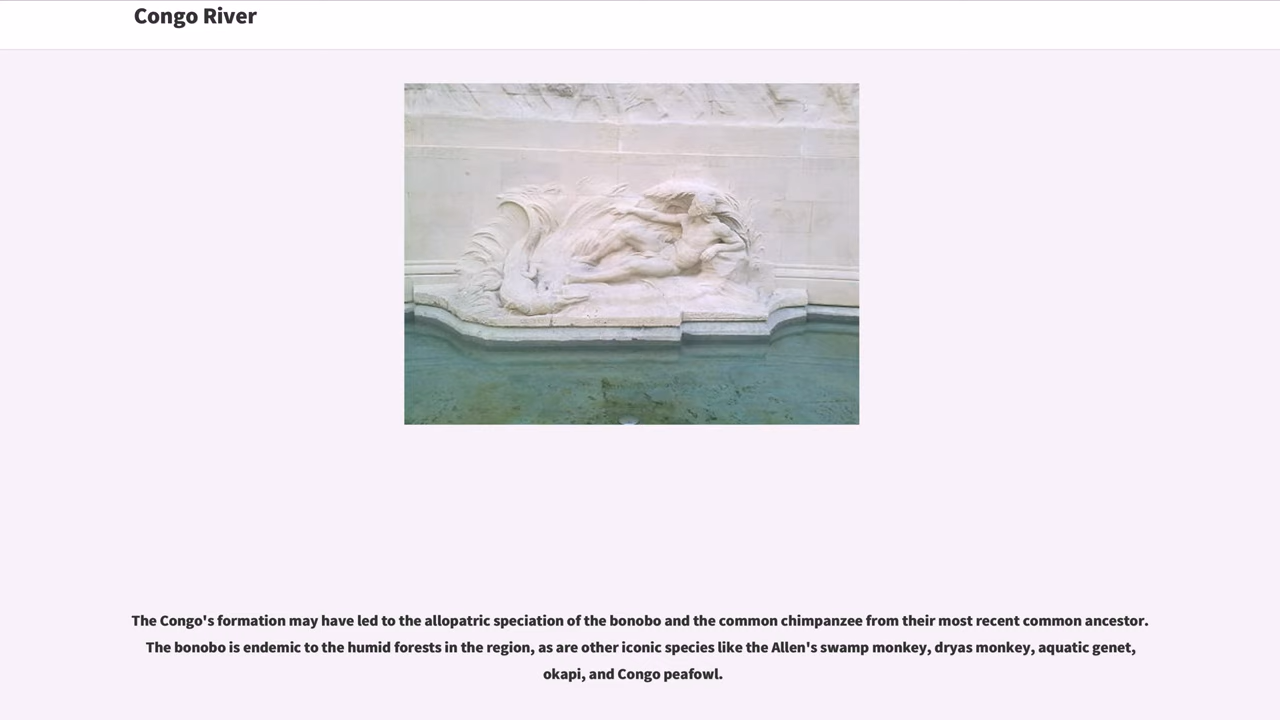 Congo River
The Congo's formation may have led to the allopatric speciation of the bonobo and the common chimpanzee from their most recent common ancestor.
The bonobo is endemic to the humid forests in the region, as are other iconic species like the Allen's swamp monkey, dryas monkey, aquatic genet,
okapi, and Congo peafowl.